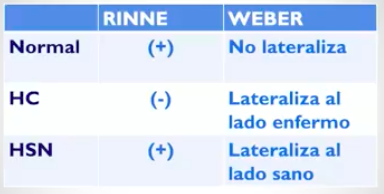 RINNE WEBER
Normal (+) No lateraliza
HC (-) Lateraliza al
lado enfermo
HSN (+) Lateraliza al
lado sano